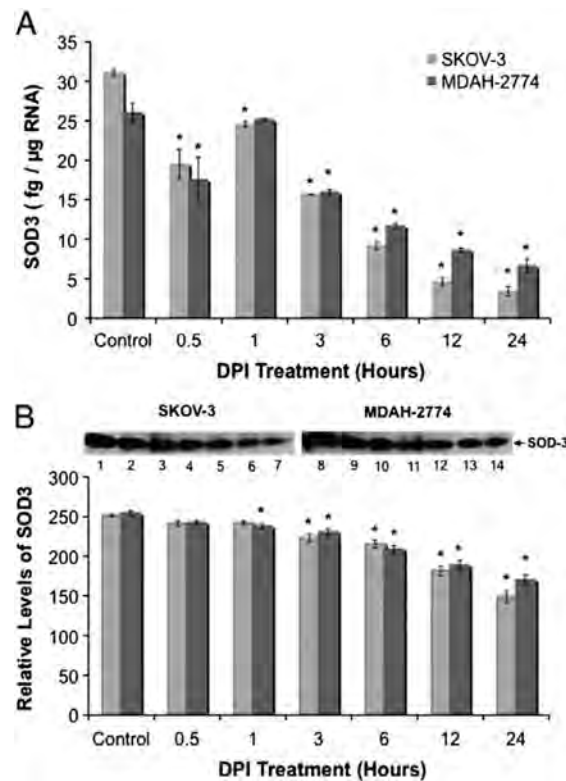 A
SOD3 ( fg / µg RNA)
35
30
25
20
15
10
5
0
SKOV-3
MDAH-2774
* * * * * * * * * * *
Control 0.5 1 3 6 12 24
DPI Treatment (Hours)
B
SKOV-3 MDAH-2774
SOD-3
1 2 3 4 5 6 7 8 9 10 11 12 13 14
Relative Levels of SOD3
300
250
200
150
100
50
0
* * * * * * * * *
Control 0.5 1 3 6 12 24
DPI Treatment (Hours)